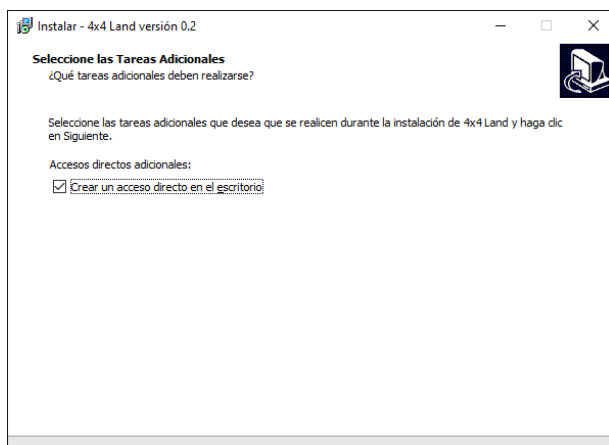 Instalar - 4x4 Land versión 0.2
Seleccione las Tareas Adicionales
¿Qué tareas adicionales deben realizarse?
Seleccione las tareas adicionales que desea que se realicen durante la instalación de 4x4 Land y haga clic
en Siguiente.
Accesos directos adicionales:
Crear un acceso directo en el escritorio